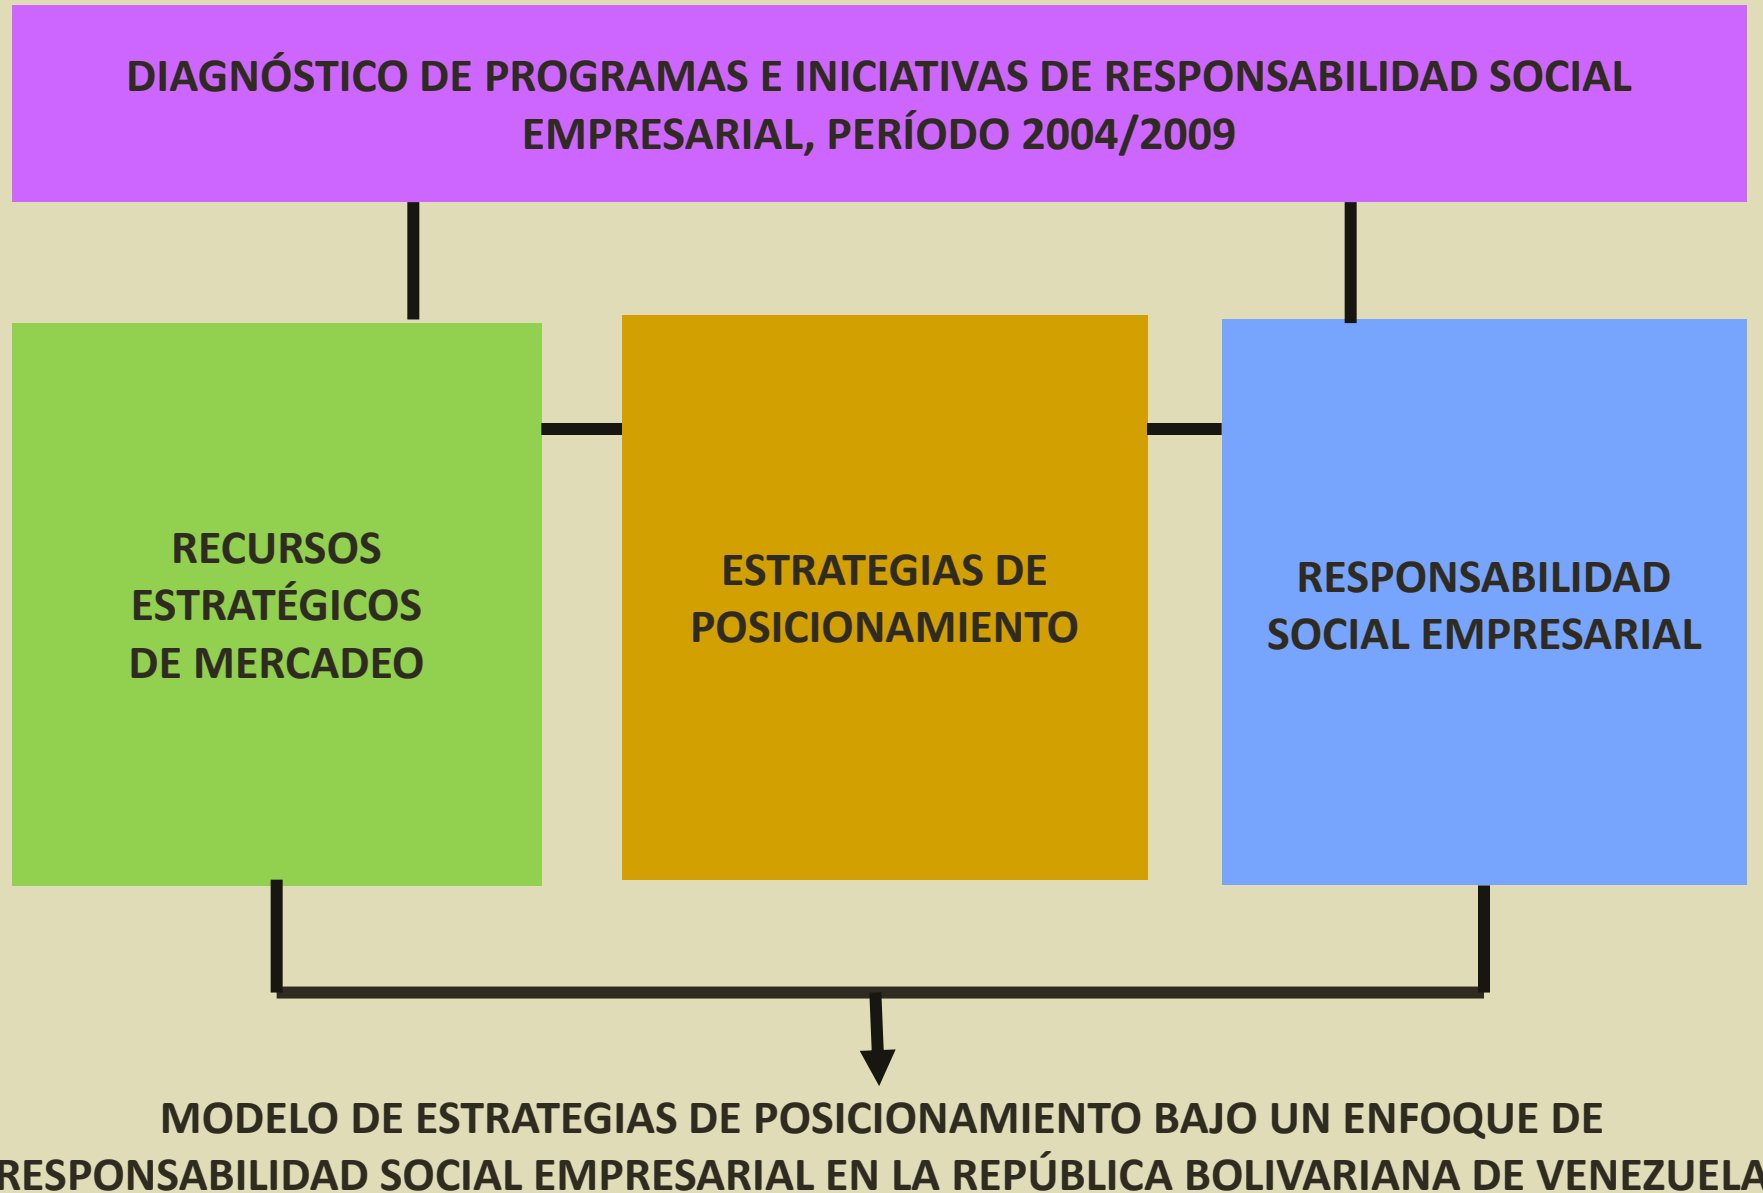 DIAGNÓSTICO DE PROGRAMAS E INICIATIVAS DE RESPONSABILIDAD SOCIAL
EMPRESARIAL, PERÍODO 2004/2009
RECURSOS
ESTRATÉGICOS
DE MERCADEO
ESTRATEGIAS DE
POSICIONAMIENTO
RESPONSABILIDAD
SOCIAL EMPRESARIAL
MODELO DE ESTRATEGIAS DE POSICIONAMIENTO BAJO UN ENFOQUE DE
RESPONSABILIDAD SOCIAL EMPRESARIAL EN LA REPÚBLICA BOLIVARIANA DE VENEZUELA